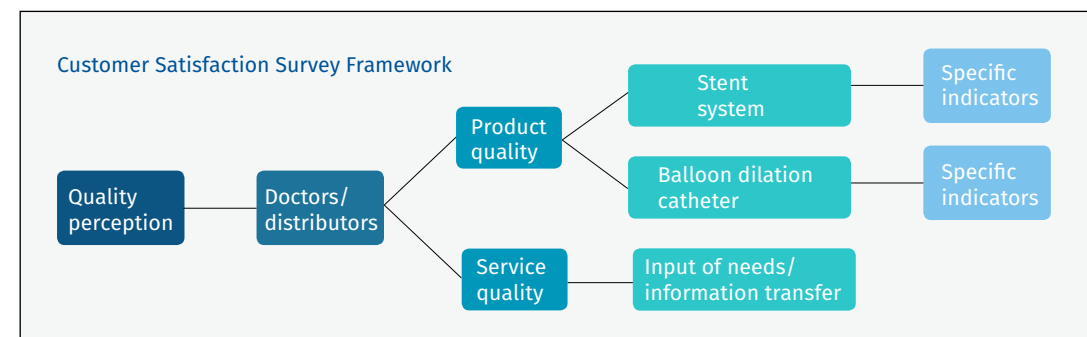 Customer Satisfaction Survey Framework
Quality
perception
Doctors/
distributors
Product
quality
Stent
system
Specific
indicators
Balloon dilation
catheter
Specific
indicators
Service
quality
Input of needs/
information transfer